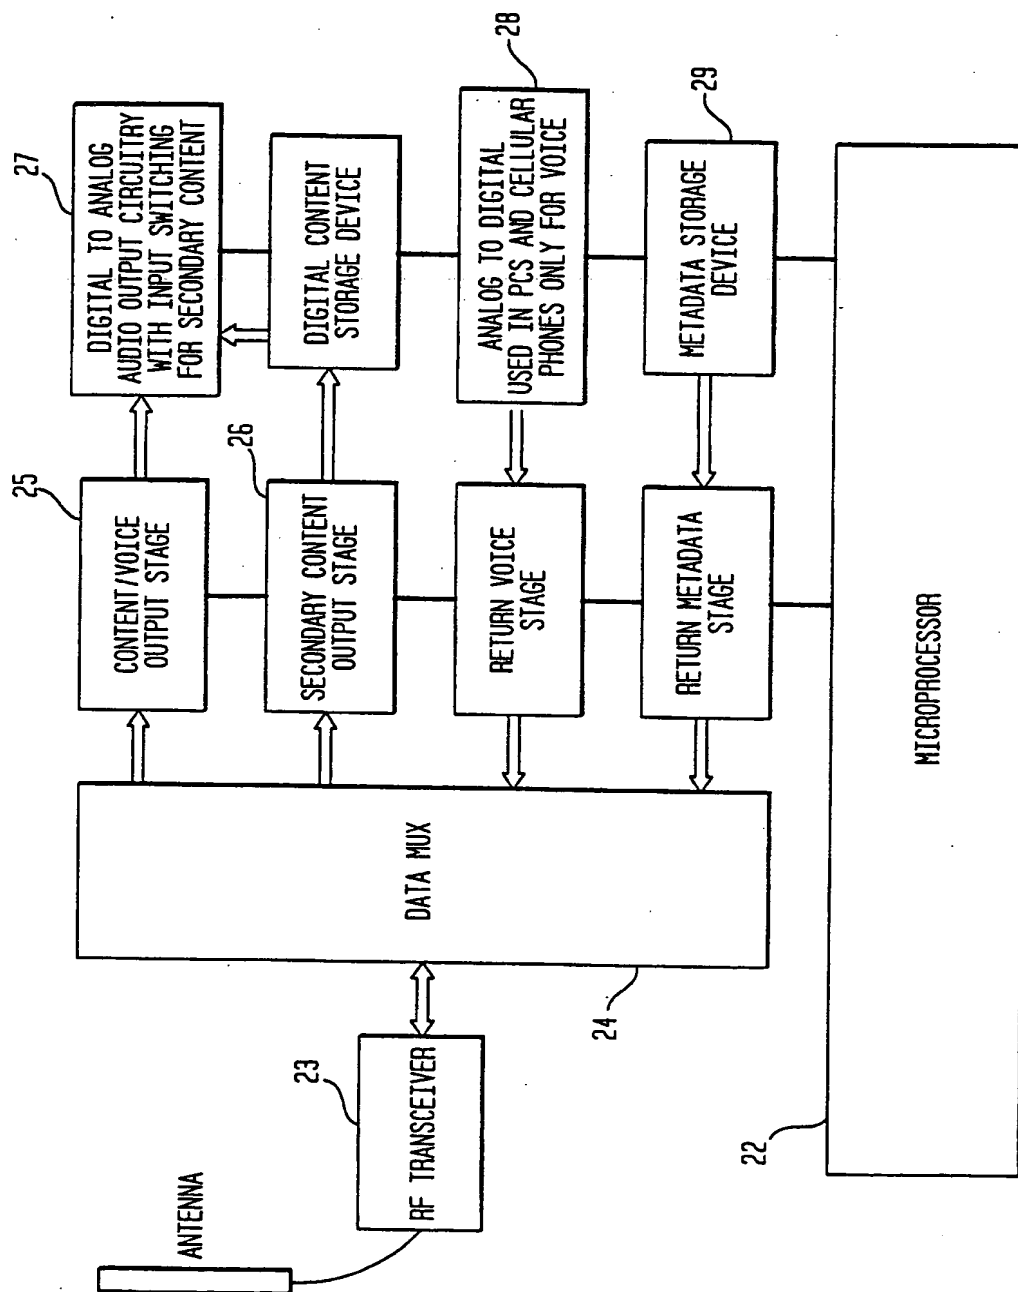 ANTENNA
23
RF TRANSCEIVER
24
DATA MUX
25
CONTENT/VOICE
OUTPUT STAGE
26
SECONDARY CONTENT
OUTPUT STAGE
RETURN VOICE
STAGE
RETURN METADATA
STAGE
27
DIGITAL TO ANALOG
AUDIO OUTPUT CIRCUITRY
WITH INPUT SWITCHING
FOR SECONDARY CONTENT
DIGITAL CONTENT
STORAGE DEVICE
28
ANALOG TO DIGITAL
USED IN PCS AND CELLULAR
PHONES ONLY FOR VOICE
29
METADATA STORAGE
DEVICE
22
MICROPROCESSOR